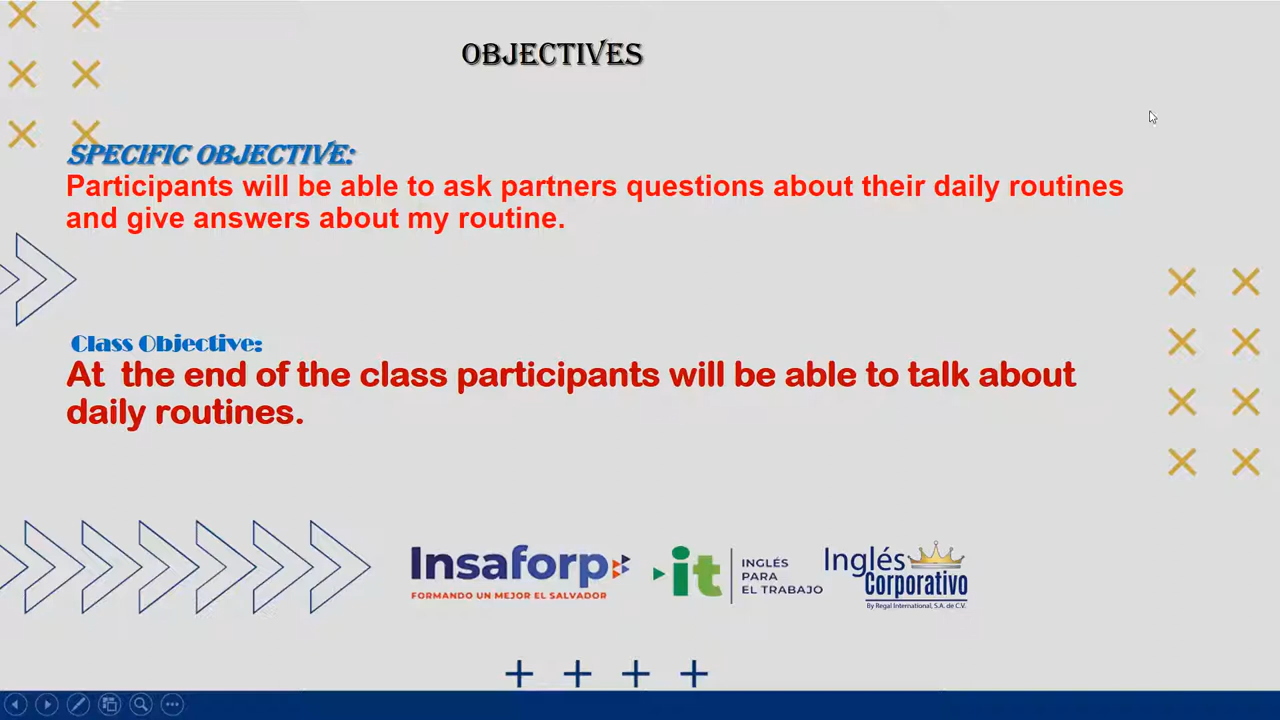 OBJECTIVES
SPECIFIC OBJECTIVE:
Participants will be able to ask partners questions about their daily routines
and give answers about my routine.
Class Objective:
At the end of the class participants will be able to talk about
daily routines.
Insaforp
FORMANDO UN MEJOR EL SALVADOR
it
INGLÉS
PARA
EL TRABAJO
Inglés
Corporativo
By Regal International, S.A. de C.V.